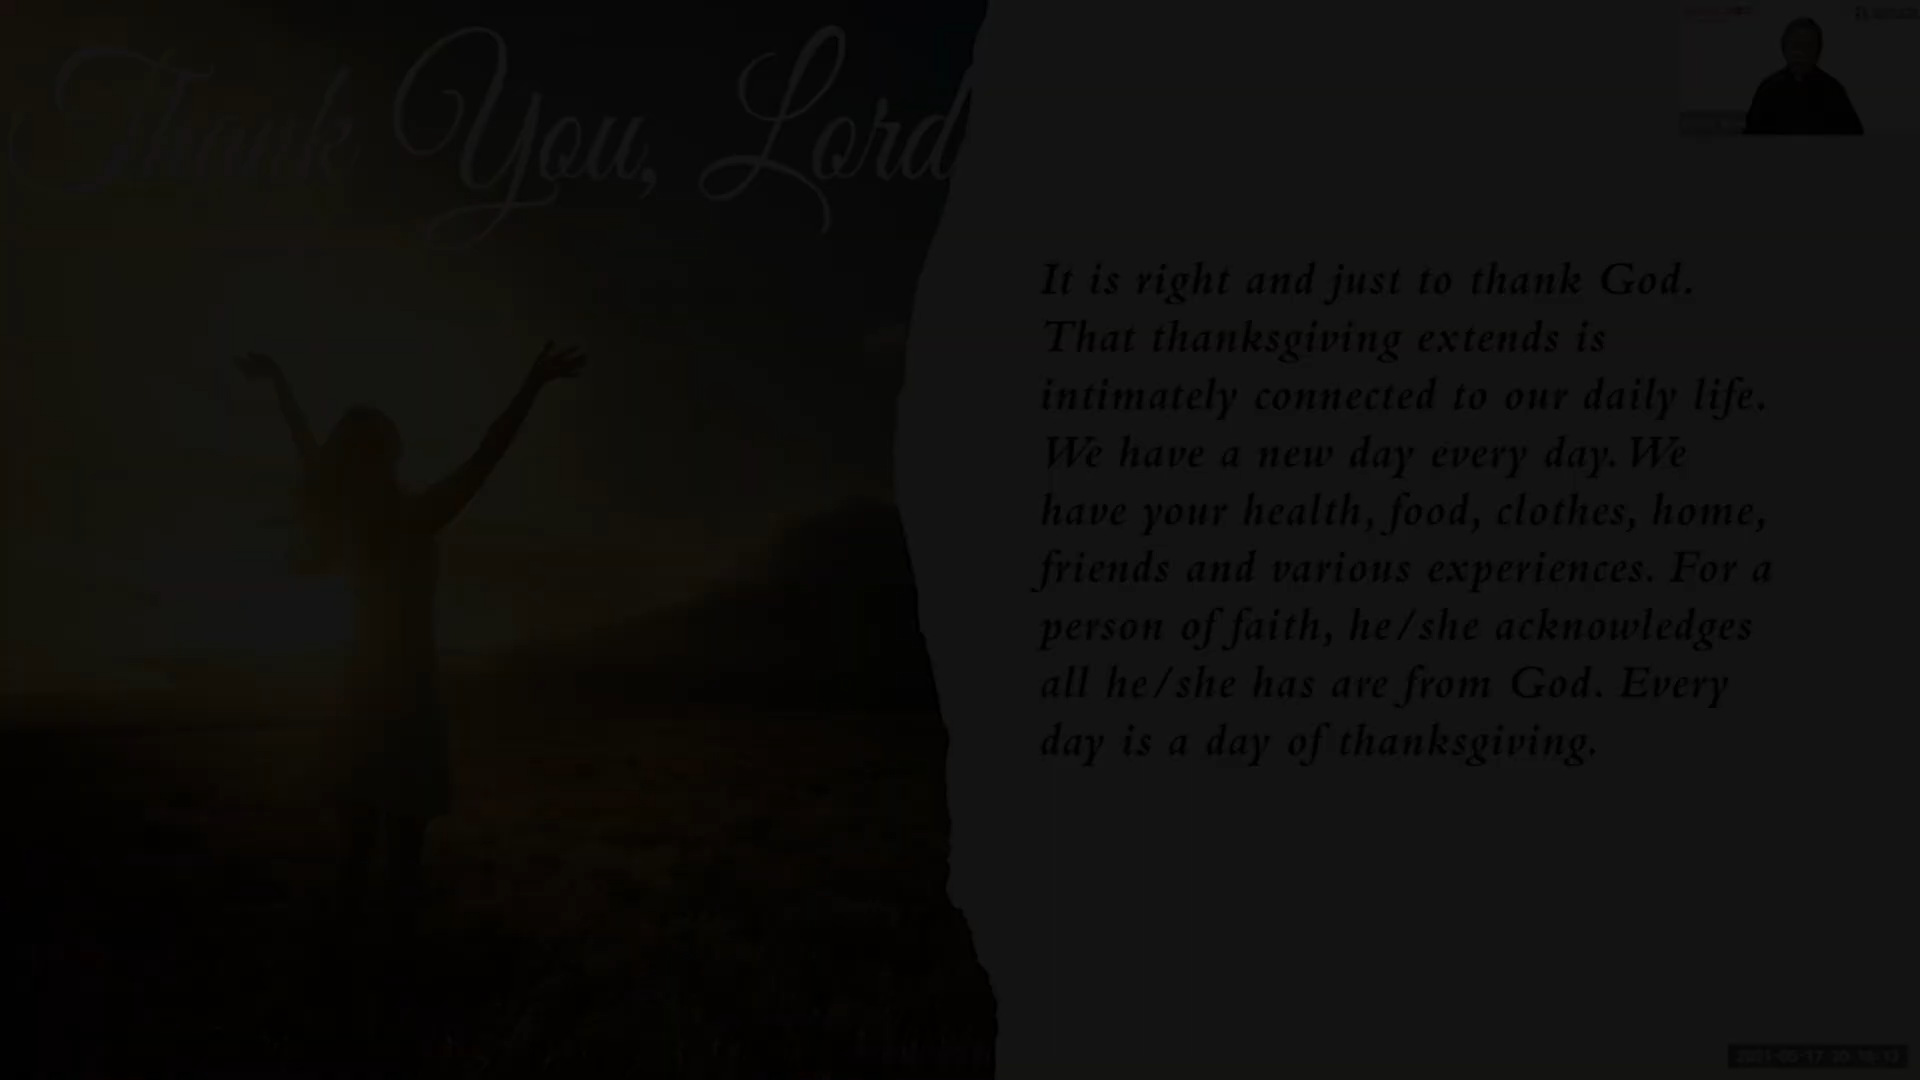 Thank You, Lord
It is right and just to thank God.
That thanksgiving extends is
intimately connected to our daily life.
We have a new day every day. We
have your health, food, clothes, home,
friends and various experiences. For a
person of faith, he/she acknowledges
all he/she has are from God. Every
day is a day of thanksgiving.